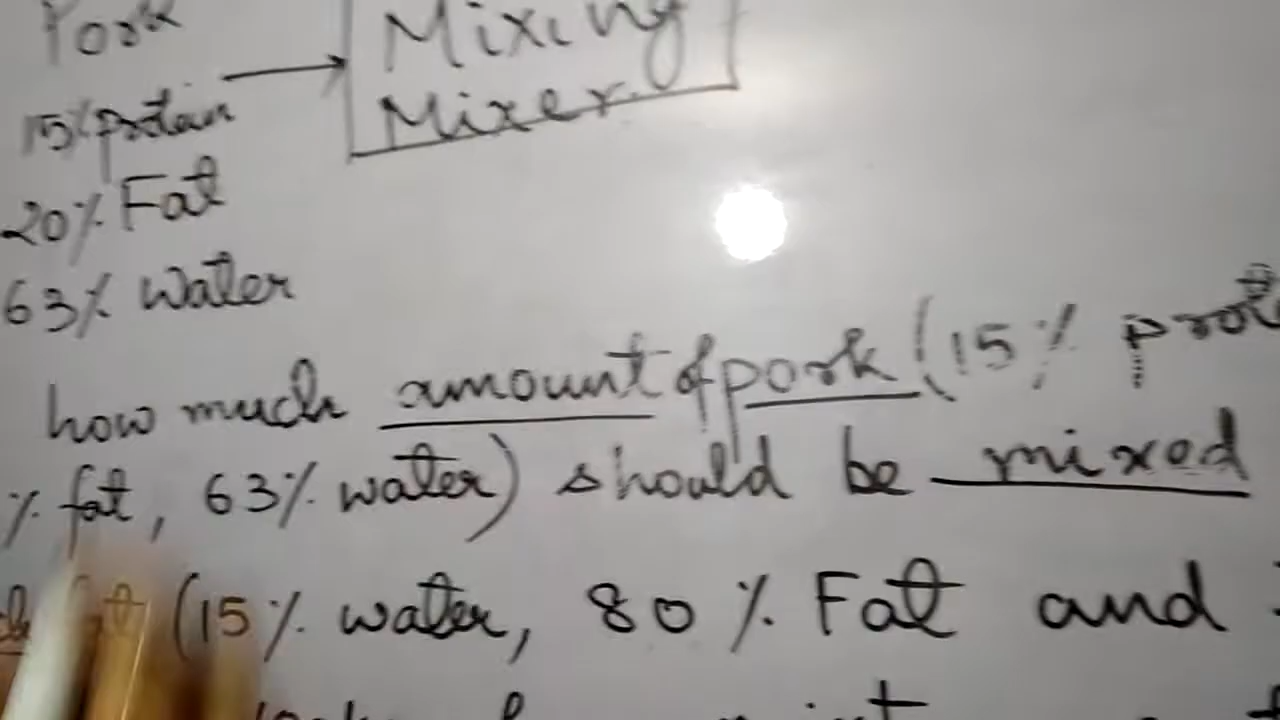 Pork
Mixing
Mixer
15% protein
20% Fat
63% Water
how much amount of pork (15% prot
% fat, 63% water) should be mixed
(15% water, 80% Fat and